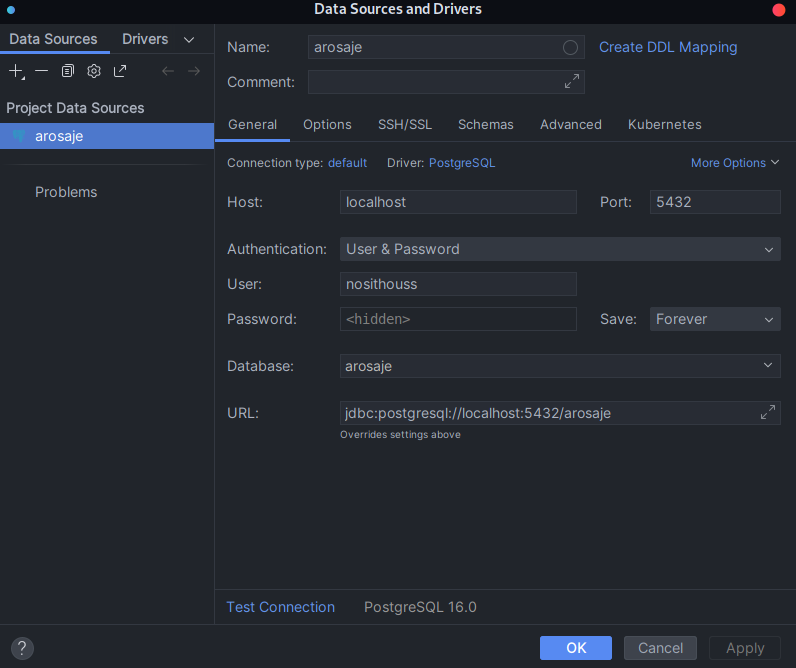 Data Sources and Drivers
Data Sources Drivers
Project Data Sources
arosaje
Problems
Name: arosaje Create DDL Mapping
Comment:
General Options SSH/SSL Schemas Advanced Kubernetes
Connection type: default Driver: PostgreSQL More Options
Host: localhost Port: 5432
Authentication: User & Password
User: nosithouss
Password: <hidden> Save: Forever
Database: arosaje
URL: jdbc:postgresql://localhost:5432/arosaje
Overrides settings above
Test Connection PostgreSQL 16.0
? OK Cancel Apply